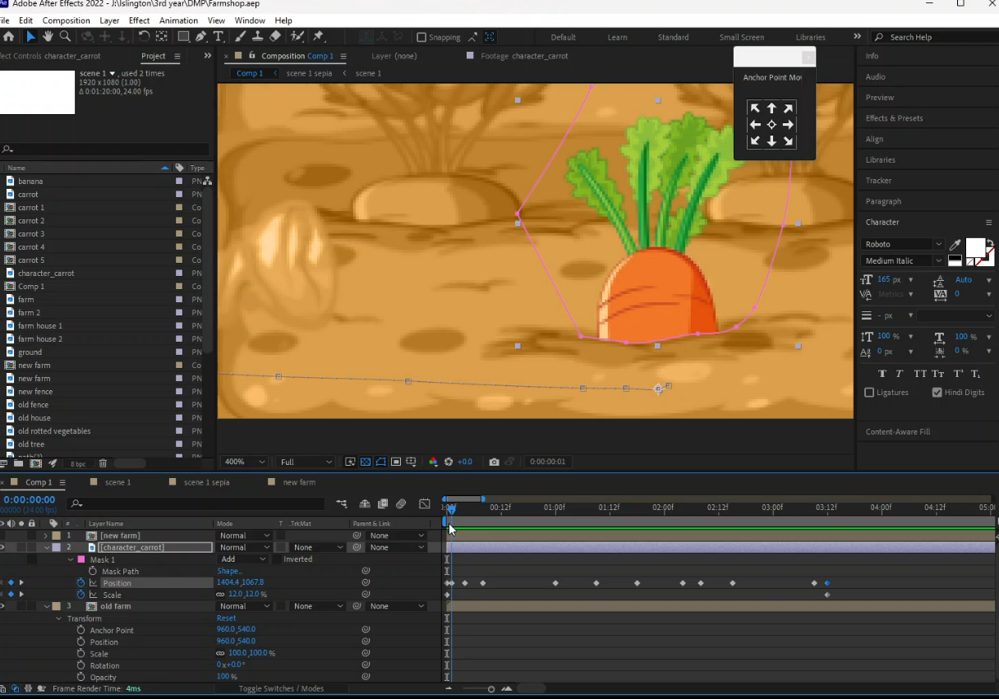 Adobe After Effects 2022 - J:\Islington\3rd year\DMP\Farmshop.aep
File Edit Composition Layer Effect Animation View Window Help
Snapping Default Learn Standard Small Screen Libraries Search Help
fect Controls character_carrot Project Composition Comp 1 Layer (none) Footage character_carrot Info
scene 1 , used 2 times Comp 1 scene 1 sepia scene 1 Anchor Point Mov Audio
1920 x 1080 (1.00)
Δ 0:01:20:00, 24.00 fps
Preview
Effects & Presets
Align
Libraries
Name Type
banana PN
Tracker
carrot PN
Paragraph
carrot 1 Co
carrot 2 Co
Character
carrot 3 Co
Roboto
carrot 4 Co
carrot 5 Co
Medium Italic
character_carrot PN
165 px Auto
Comp 1 Co
Metrics 0
farm PN
farm 2 PN
- px
farm house 1 PN
farm house 2 PN
100 % 100 %
ground PN
0 px 0 %
new farm Co
new farm PN
new fence PN
Ligatures Hindi Digits
old fence PN
old house PN
old rotted vegetables PN
Content-Aware Fill
old tree PN
path(2)
8 bpc 400% Full +0.0 0:00:00:01
Comp 1 scene 1 scene 1 sepia new farm
0:00:00:00
00000 (24.00 fps)
00:12f 01:00f 01:12f 02:00f 02:12f 03:00f 03:12f 04:00f 04:12f 05:0
# Layer Name Mode T .TrkMat Parent & Link
1 [new farm] Normal None
2 [character_carrot] Normal None None
Mask 1 Add Inverted
Mask Path Shape...
Position 1404.4,1067.8
Scale 12.0,12.0 %
3 old farm Normal None None
Transform Reset
Anchor Point 960.0,540.0
Position 960.0,540.0
Scale 100.0,100.0 %
Rotation 0x+0.0°
Opacity 100 %
Frame Render Time: 4ms Toggle Switches / Modes